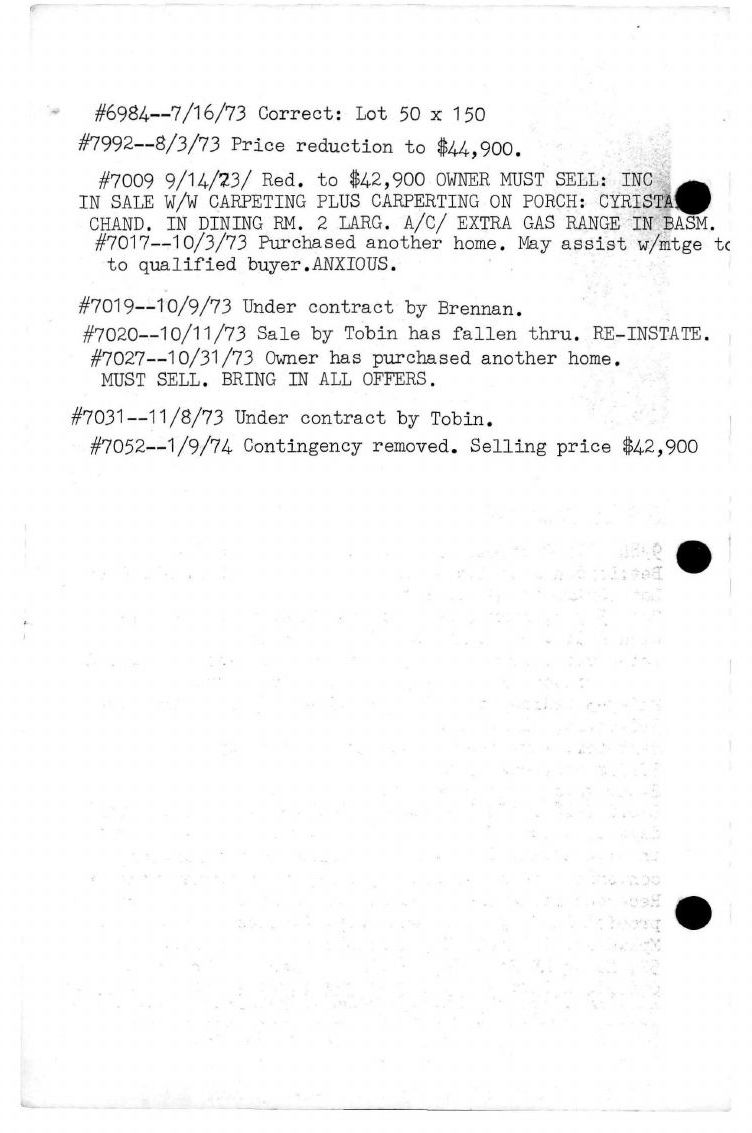 #6984--7/16/73 Correct: Lot 50 x 150
#7992--8/3/73 Price reduction to $44,900.
#7009 9/14/73/ Red. to $42,900 OWNER MUST SELL: INC
IN SALE W/W CARPETING PLUS CARPERTING ON PORCH: CYRISTA
CHAND. IN DINING RM. 2 LARG. A/C/ EXTRA GAS RANGE IN BASM.
#7017--10/3/73 Purchased another home. May assist w/mtge to
to qualified buyer.ANXIOUS.
#7019--10/9/73 Under contract by Brennan.
#7020--10/11/73 Sale by Tobin has fallen thru. RE-INSTATE.
#7027--10/31/73 Owner has purchased another home.
MUST SELL. BRING IN ALL OFFERS.
#7031--11/8/73 Under contract by Tobin.
#7052--1/9/74 Contingency removed. Selling price $42,900